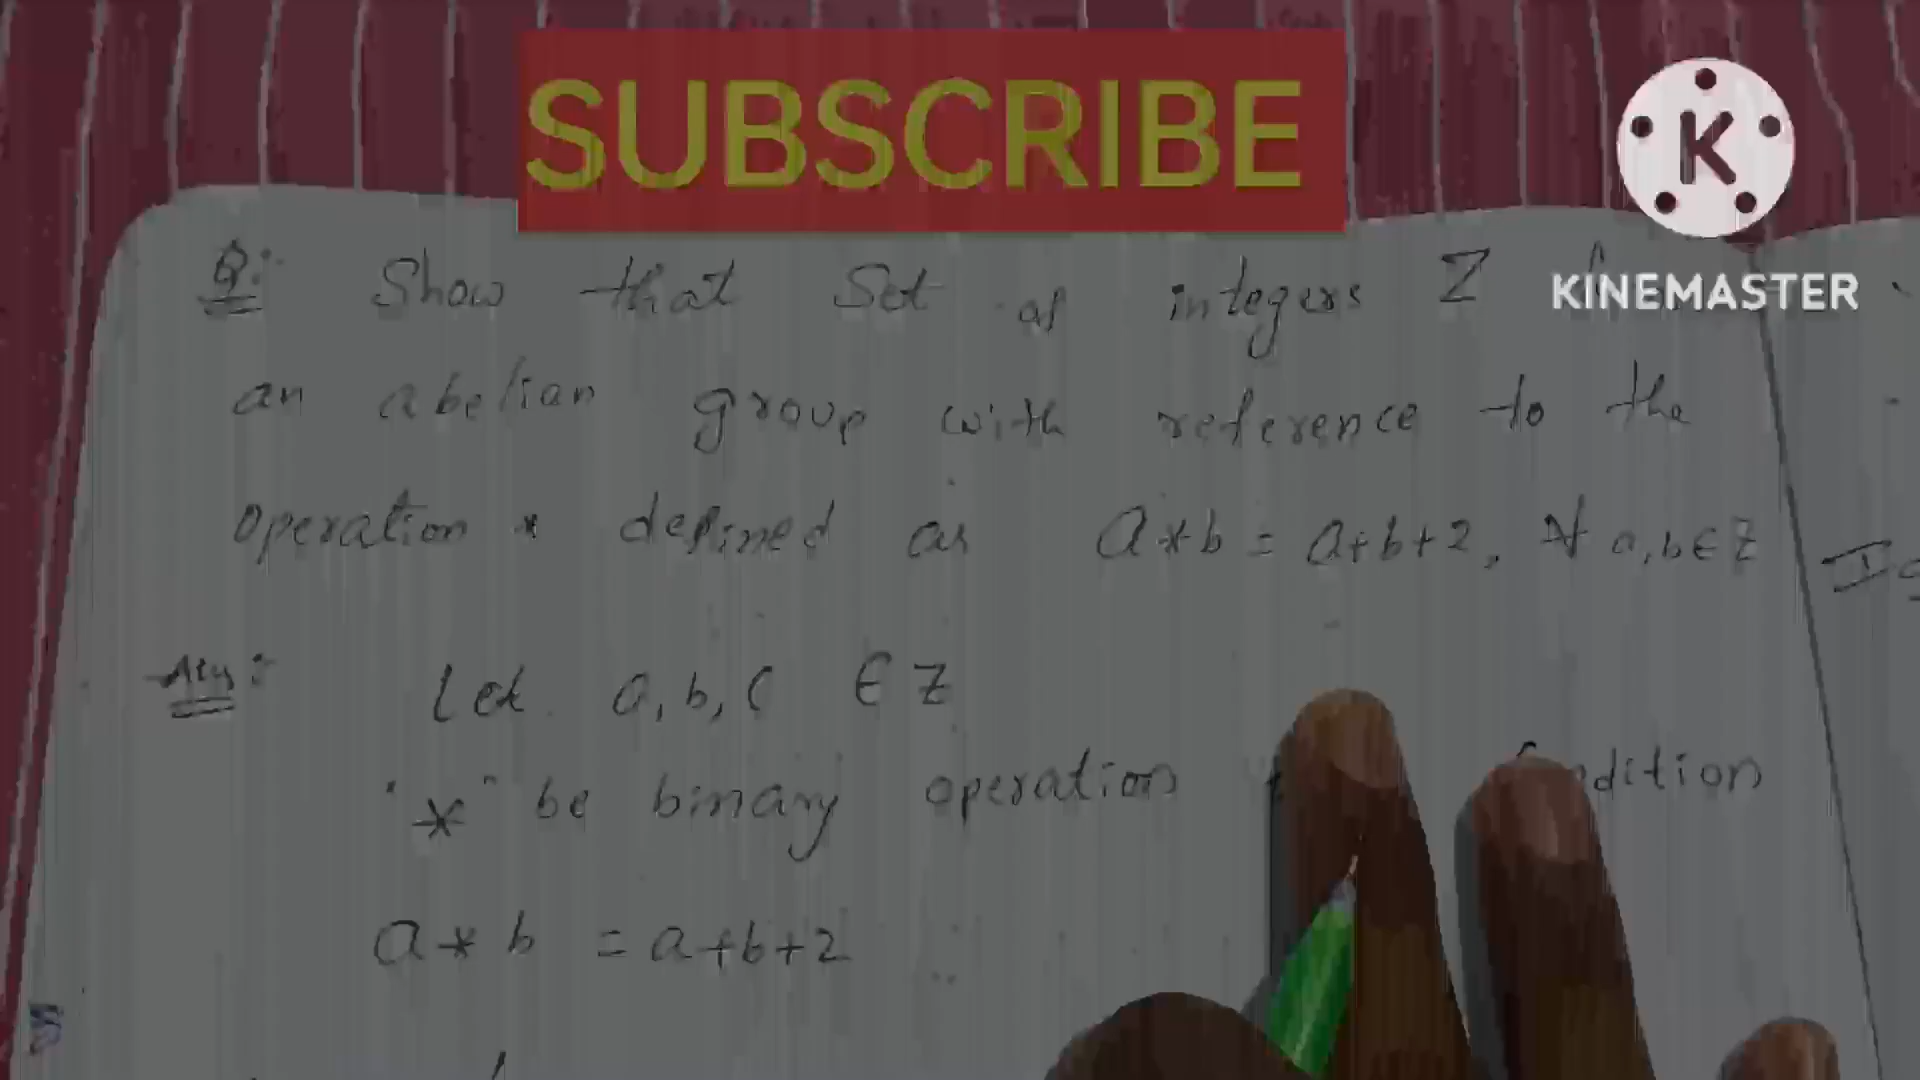 SUBSCRIBE
KINEMASTER
Q:- Show that Set of integers Z
an abelian group with reference to the
operation * defined as a*b = a+b+2, ∀ a,b∈Z
Ans:- Let a,b,c ∈ Z
"*" be binary operation
a*b = a+b+2